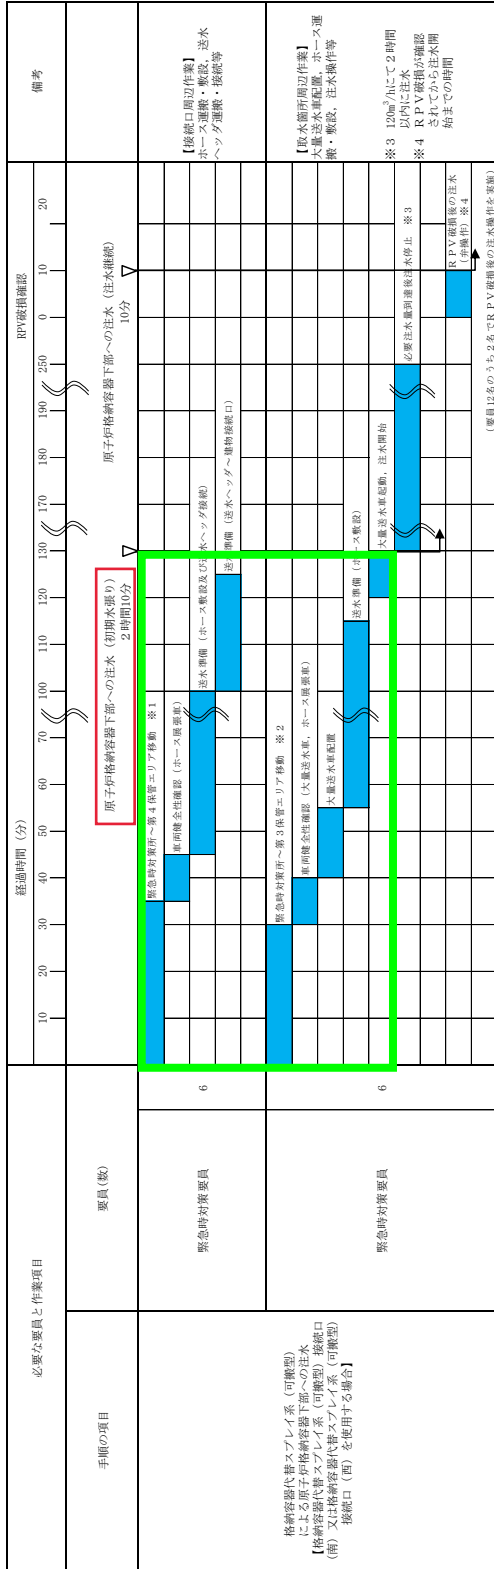 必要な要員と作業項目
経過時間（分）
RPV破損確認
備考
手順の項目
要員(数)
10 20 30 40 50 60 70 100 110 120 130 170 180 190 250 0 10 20
原子炉格納容器下部への注水（初期水張り）
2時間10分
原子炉格納容器下部への注水（注水継続）
10分
格納容器代替スプレイ系（可搬型）
による原子炉格納容器下部への注水
【格納容器代替スプレイ系（可搬型）接続口
（南）又は格納容器代替スプレイ系（可搬型）
接続口（西）を使用する場合】
緊急時対策要員
6
緊急時対策所～第4保管エリア移動 ※1
車両健全性確認（ホース展張車）
送水準備（ホース敷設及び送水ヘッダ接続）
送水準備（送水ヘッダ～建物接続口）
【接続口周辺作業】
ホース運搬・敷設，送水
ヘッダ運搬・接続等
緊急時対策要員
6
緊急時対策所～第3保管エリア移動 ※2
車両健全性確認（大量送水車，ホース展張車）
大量送水車配置
送水準備（ホース敷設）
大量送水車起動，注水開始
必要注水量到達後注水停止 ※3
RPV破損後の注水
（弁操作）※4
（要員12名のうち2名でRPV破損後の注水操作を実施）
【取水箇所周辺作業】
大量送水車配置，ホース運
搬・敷設，注水操作等
※3 120m³/hにて2時間
以内に注水
※4 RPV破損が確認
されてから注水開
始までの時間